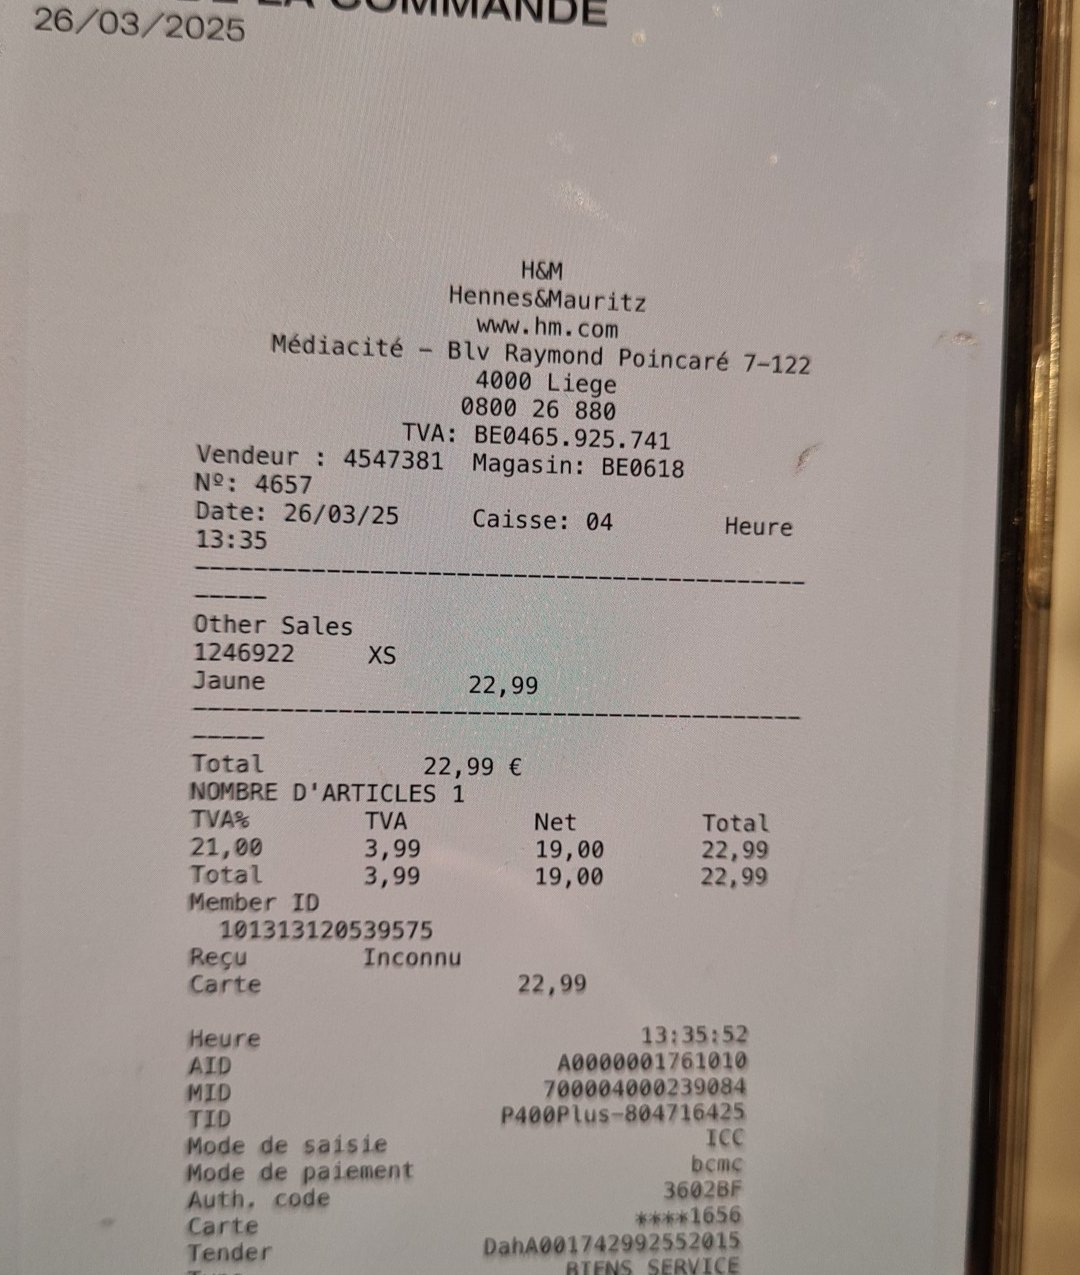 LA COMMANDE
26/03/2025
H&M
Hennes&Mauritz
www.hm.com
Médiacité – Blv Raymond Poincaré 7–122
4000 Liege
0800 26 880
TVA: BE0465.925.741
Vendeur : 4547381 Magasin: BE0618
Nº: 4657
Date: 26/03/25 Caisse: 04 Heure
13:35
------------------------------------------
-----
Other Sales
1246922 XS
Jaune 22,99
------------------------------------------
-----
Total 22,99 €
NOMBRE D'ARTICLES 1
TVA% TVA Net Total
21,00 3,99 19,00 22,99
Total 3,99 19,00 22,99
Member ID
101313120539575
Reçu Inconnu
Carte 22,99
Heure 13:35:52
AID A0000001761010
MID 700004000239084
TID P400Plus-804716425
Mode de saisie ICC
Mode de paiement bcmc
Auth. code 3602BF
Carte ****1656
Tender DahA001742992552015
BIENS SERVICE